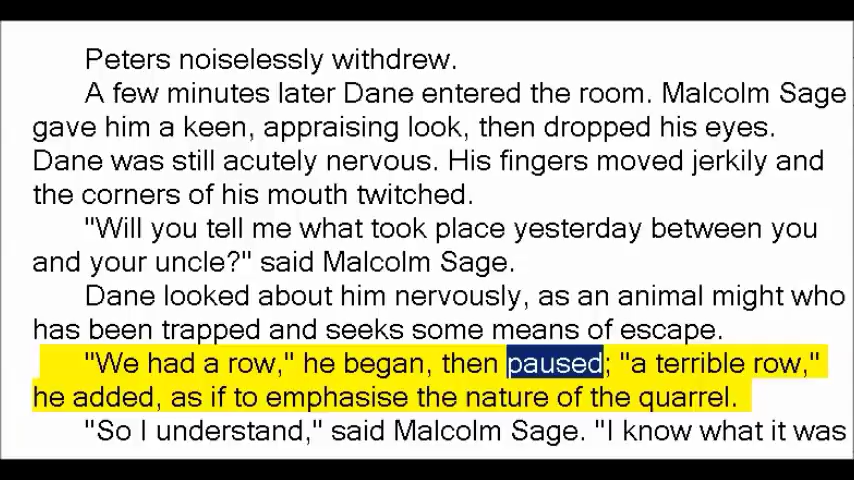 Peters noiselessly withdrew.
A few minutes later Dane entered the room. Malcolm Sage
gave him a keen, appraising look, then dropped his eyes.
Dane was still acutely nervous. His fingers moved jerkily and
the corners of his mouth twitched.
"Will you tell me what took place yesterday between you
and your uncle?" said Malcolm Sage.
Dane looked about him nervously, as an animal might who
has been trapped and seeks some means of escape.
"We had a row," he began, then paused; "a terrible row,"
he added, as if to emphasise the nature of the quarrel.
"So I understand," said Malcolm Sage. "I know what it was